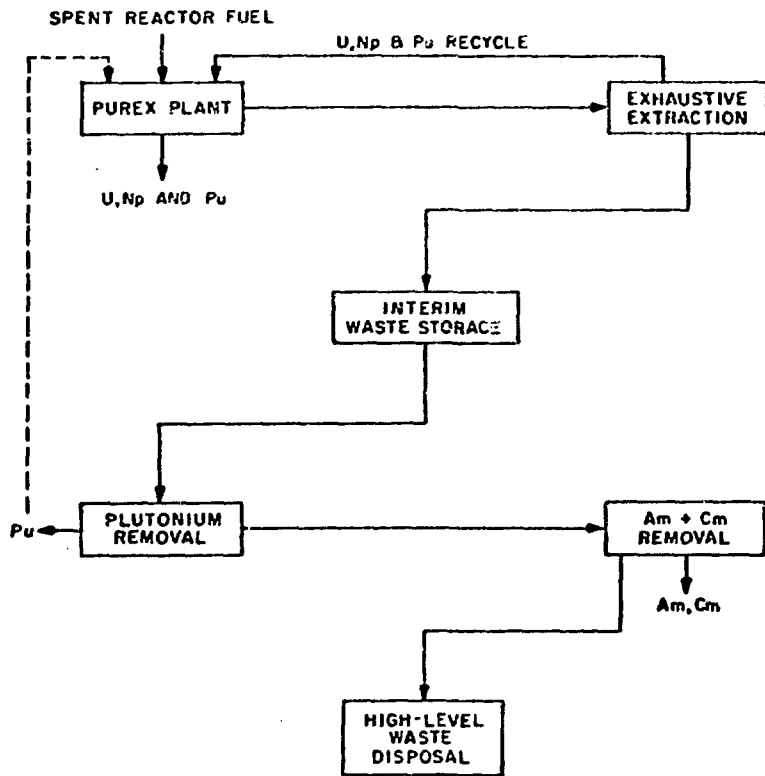 SPENT REACTOR FUEL
U,Np & Pu RECYCLE
PUREX PLANT
EXHAUSTIVE
EXTRACTION
U,Np AND Pu
INTERIM
WASTE STORAGE
Pu
PLUTONIUM
REMOVAL
Am + Cm
REMOVAL
Am,Cm
HIGH-LEVEL
WASTE
DISPOSAL